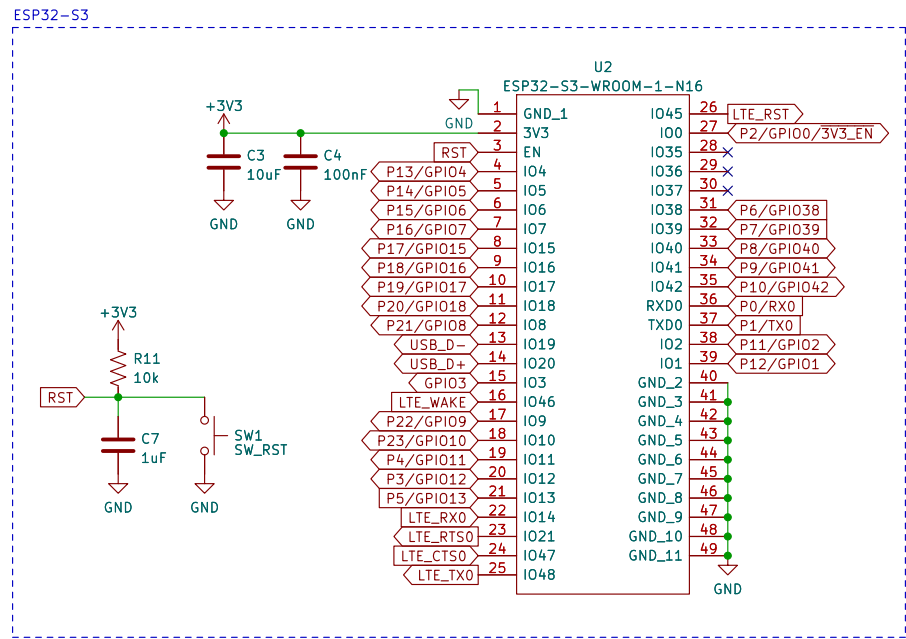 ESP32-S3
U2
ESP32-S3-WROOM-1-N16
+3V3
C3
10uF
C4
100nF
GND
GND
GND
1 GND_1
2 3V3
RST 3 EN
P13/GPIO4 4 IO4
P14/GPIO5 5 IO5
P15/GPIO6 6 IO6
P16/GPIO7 7 IO7
P17/GPIO15 8 IO15
P18/GPIO16 9 IO16
P19/GPIO17 10 IO17
P20/GPIO18 11 IO18
P21/GPIO8 12 IO8
USB_D- 13 IO19
USB_D+ 14 IO20
GPIO3 15 IO3
LTE_WAKE 16 IO46
P22/GPIO9 17 IO9
P23/GPIO10 18 IO10
P4/GPIO11 19 IO11
P3/GPIO12 20 IO12
P5/GPIO13 21 IO13
LTE_RX0 22 IO14
LTE_RTS0 23 IO21
LTE_CTS0 24 IO47
LTE_TX0 25 IO48
IO45 26 LTE_RST
IO0 27 P2/GPIO0/3V3_EN
IO35 28
IO36 29
IO37 30
IO38 31 P6/GPIO38
IO39 32 P7/GPIO39
IO40 33 P8/GPIO40
IO41 34 P9/GPIO41
IO42 35 P10/GPIO42
RXD0 36 P0/RX0
TXD0 37 P1/TX0
IO2 38 P11/GPIO2
IO1 39 P12/GPIO1
GND_2 40
GND_3 41
GND_4 42
GND_5 43
GND_6 44
GND_7 45
GND_8 46
GND_9 47
GND_10 48
GND_11 49
GND
+3V3
R11
10k
RST
C7
1uF
SW1
SW_RST
GND
GND